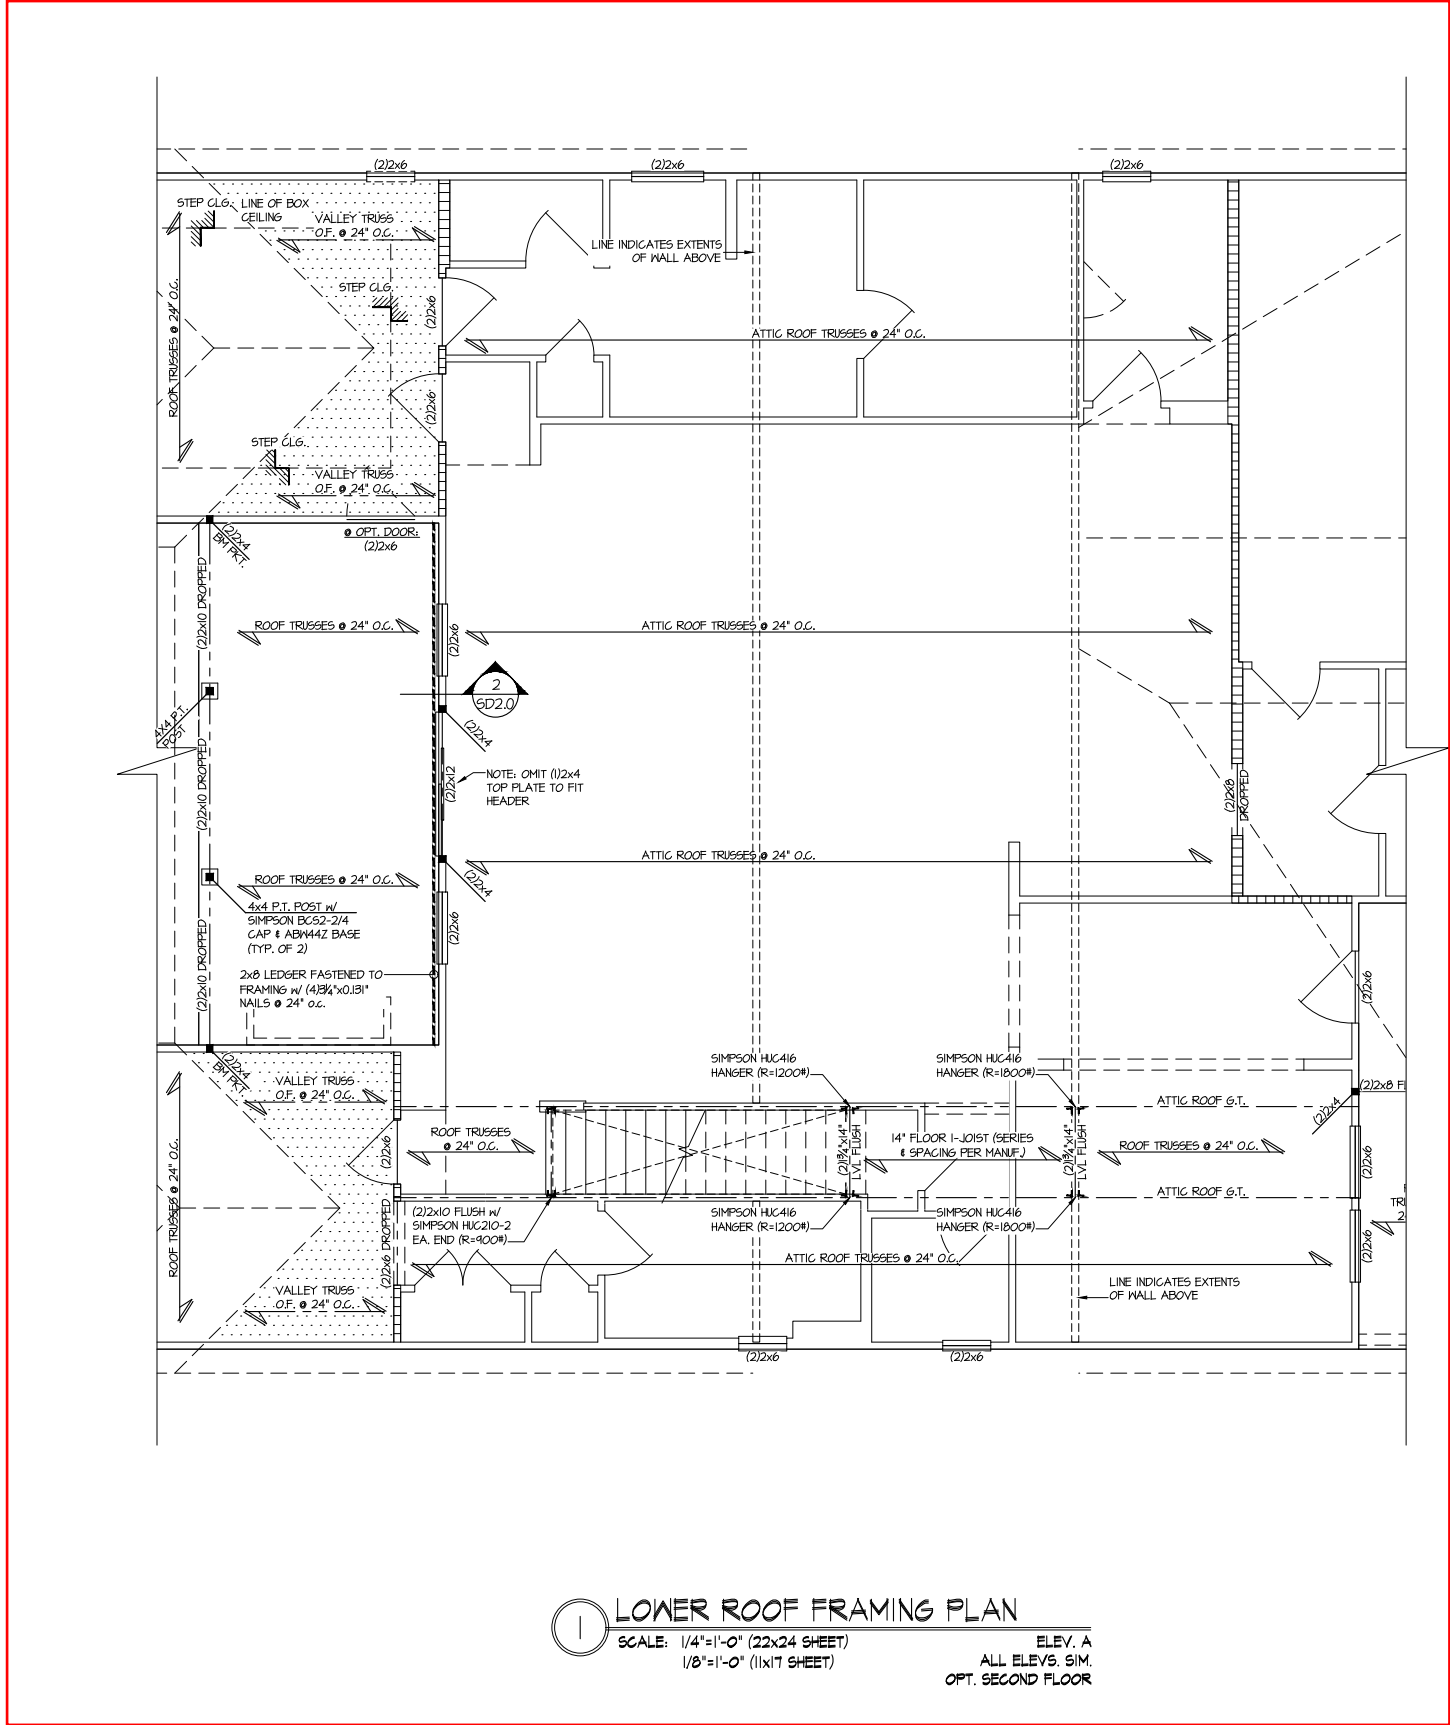 (2)2x6
(2)2x6
(2)2x6
STEP CLG.
LINE OF BOX
CEILING
VALLEY TRUSS
O.F. @ 24" O.C.
LINE INDICATES EXTENTS
OF WALL ABOVE
STEP CLG.
(2)2x6
ROOF TRUSSES @ 24" O.C.
ATTIC ROOF TRUSSES @ 24" O.C.
(2)2x6
STEP CLG.
VALLEY TRUSS
O.F. @ 24" O.C.
(2)2x4
BM PKT.
@ OPT. DOOR:
(2)2x6
(2)2x10 DROPPED
ROOF TRUSSES @ 24" O.C.
(2)2x6
ATTIC ROOF TRUSSES @ 24" O.C.
2
SD2.0
4x4 P.T.
POST
(2)2x4
(2)2x10 DROPPED
(2)2x12
NOTE: OMIT (1)2x4
TOP PLATE TO FIT
HEADER
(2)2x8
DROPPED
ATTIC ROOF TRUSSES @ 24" O.C.
(2)2x4
ROOF TRUSSES @ 24" O.C.
4x4 P.T. POST w/
SIMPSON BCS2-2/4
CAP & ABW44Z BASE
(TYP. OF 2)
(2)2x6
(2)2x10 DROPPED
2x8 LEDGER FASTENED TO
FRAMING w/ (4)3¼"x0.131"
NAILS @ 24" o.c.
(2)2x6
(2)2x4
BM PKT.
SIMPSON HUC416
HANGER (R=1200#)
SIMPSON HUC416
HANGER (R=1800#)
VALLEY TRUSS
O.F. @ 24" O.C.
(2)2x8 Fl
ATTIC ROOF G.T.
(2)2x4
ROOF TRUSSES
@ 24" O.C.
(2)2x6
(2)1¾"x14"
LVL FLUSH
14" FLOOR I-JOIST (SERIES
& SPACING PER MANUF.)
(2)1¾"x14"
LVL FLUSH
ROOF TRUSSES @ 24" O.C.
(2)2x6
ROOF TRUSSES @ 24" O.C.
ATTIC ROOF G.T.
TR
2
(2)2x6 DROPPED
(2)2x10 FLUSH w/
SIMPSON HUC210-2
EA. END (R=900#)
SIMPSON HUC416
HANGER (R=1200#)
SIMPSON HUC416
HANGER (R=1800#)
(2)2x6
ATTIC ROOF TRUSSES @ 24" O.C.
VALLEY TRUSS
O.F. @ 24" O.C.
LINE INDICATES EXTENTS
OF WALL ABOVE
(2)2x6
(2)2x6
1
LOWER ROOF FRAMING PLAN
SCALE: 1/4"=1'-0" (22x24 SHEET)
1/8"=1'-0" (11x17 SHEET)
ELEV. A
ALL ELEVS. SIM.
OPT. SECOND FLOOR